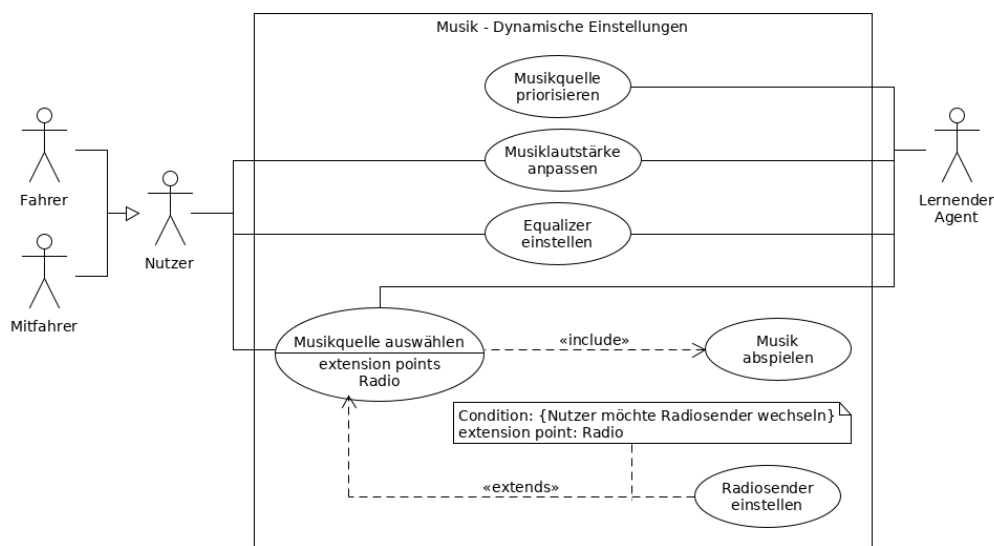 Musik - Dynamische Einstellungen
Musikquelle
priorisieren
Musiklautstärke
anpassen
Equalizer
einstellen
Fahrer
Mitfahrer
Nutzer
Lernender
Agent
Musikquelle auswählen
extension points
Radio
«include»
Musik
abspielen
Condition: {Nutzer möchte Radiosender wechseln}
extension point: Radio
«extends»
Radiosender
einstellen